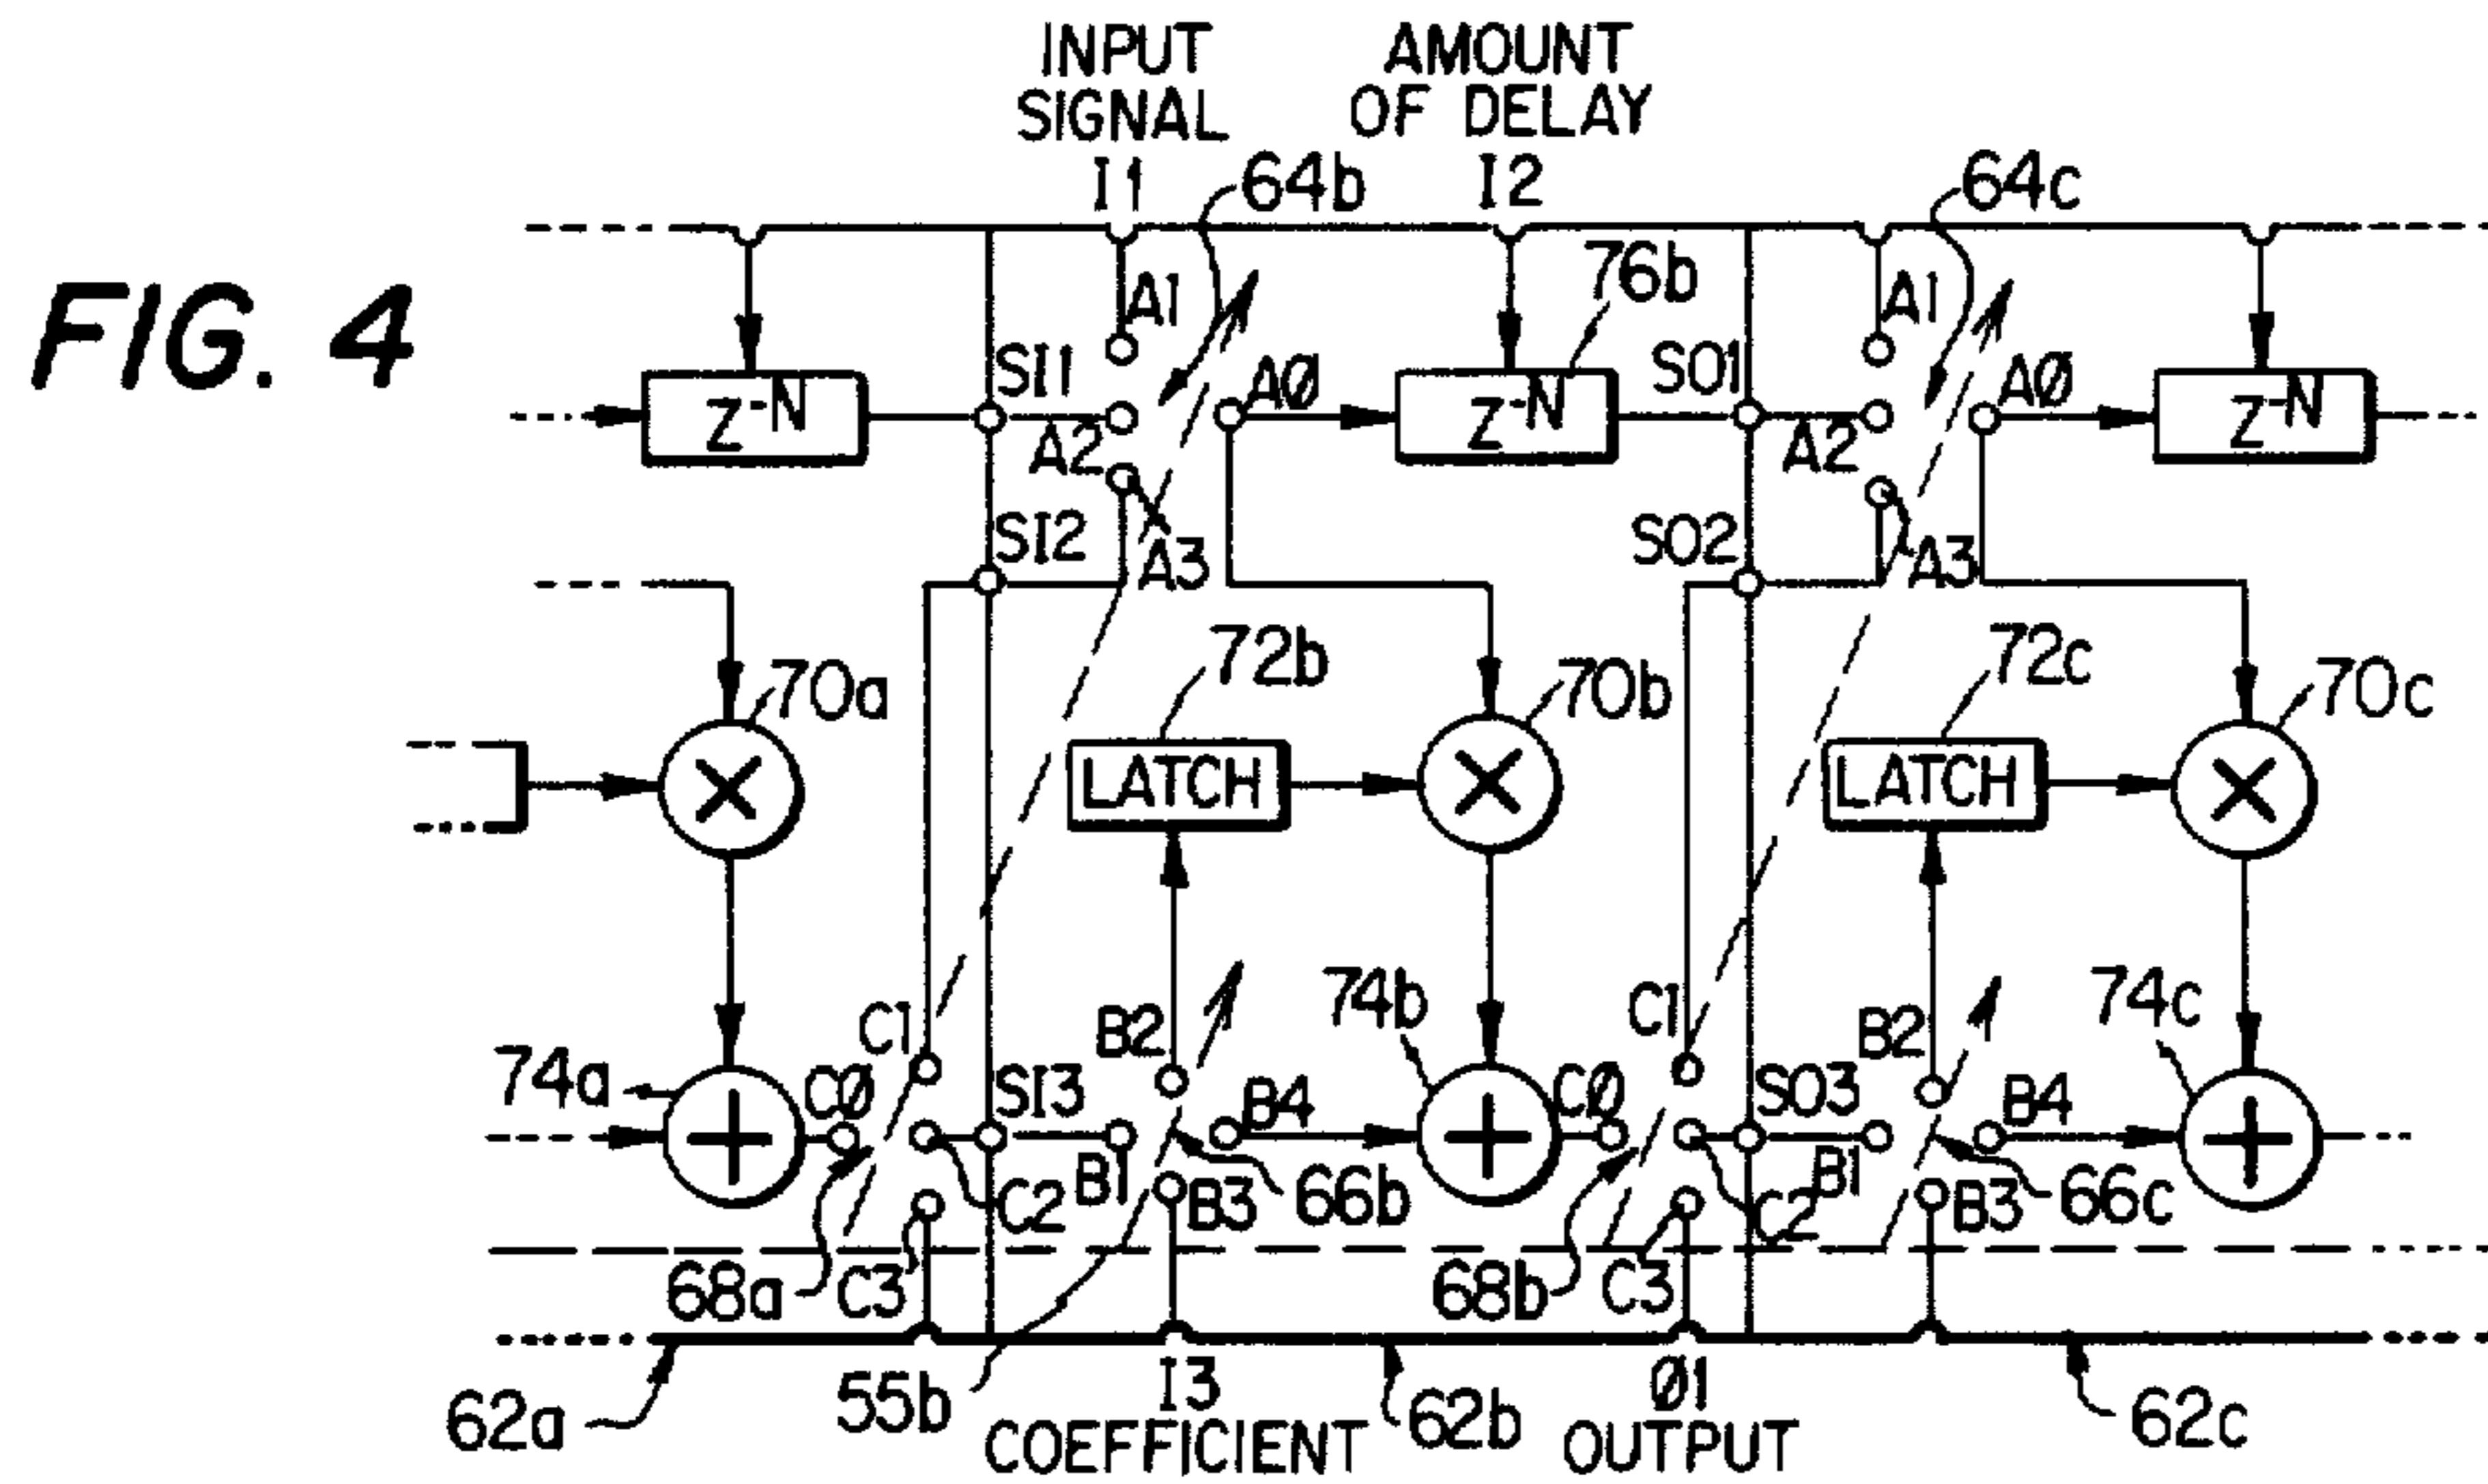 FIG. 4
INPUT
SIGNAL
I1
AMOUNT
OF DELAY
I2
64b
64c
76b
A1
A1
SI1
AØ
SO1
AØ
Z-N
Z-N
Z-N
A2
A2
SI2
A3
SO2
A3
70a
72b
70b
72c
70c
LATCH
LATCH
C1
B2
74b
C1
B2
74c
74a
CØ
SI3
B4
CØ
SO3
B4
B1
B1
C2
B3
66b
C2
B3
66c
68a
C3
68b
C3
62a
55b
I3
COEFFICIENT
62b
Ø1
OUTPUT
62c